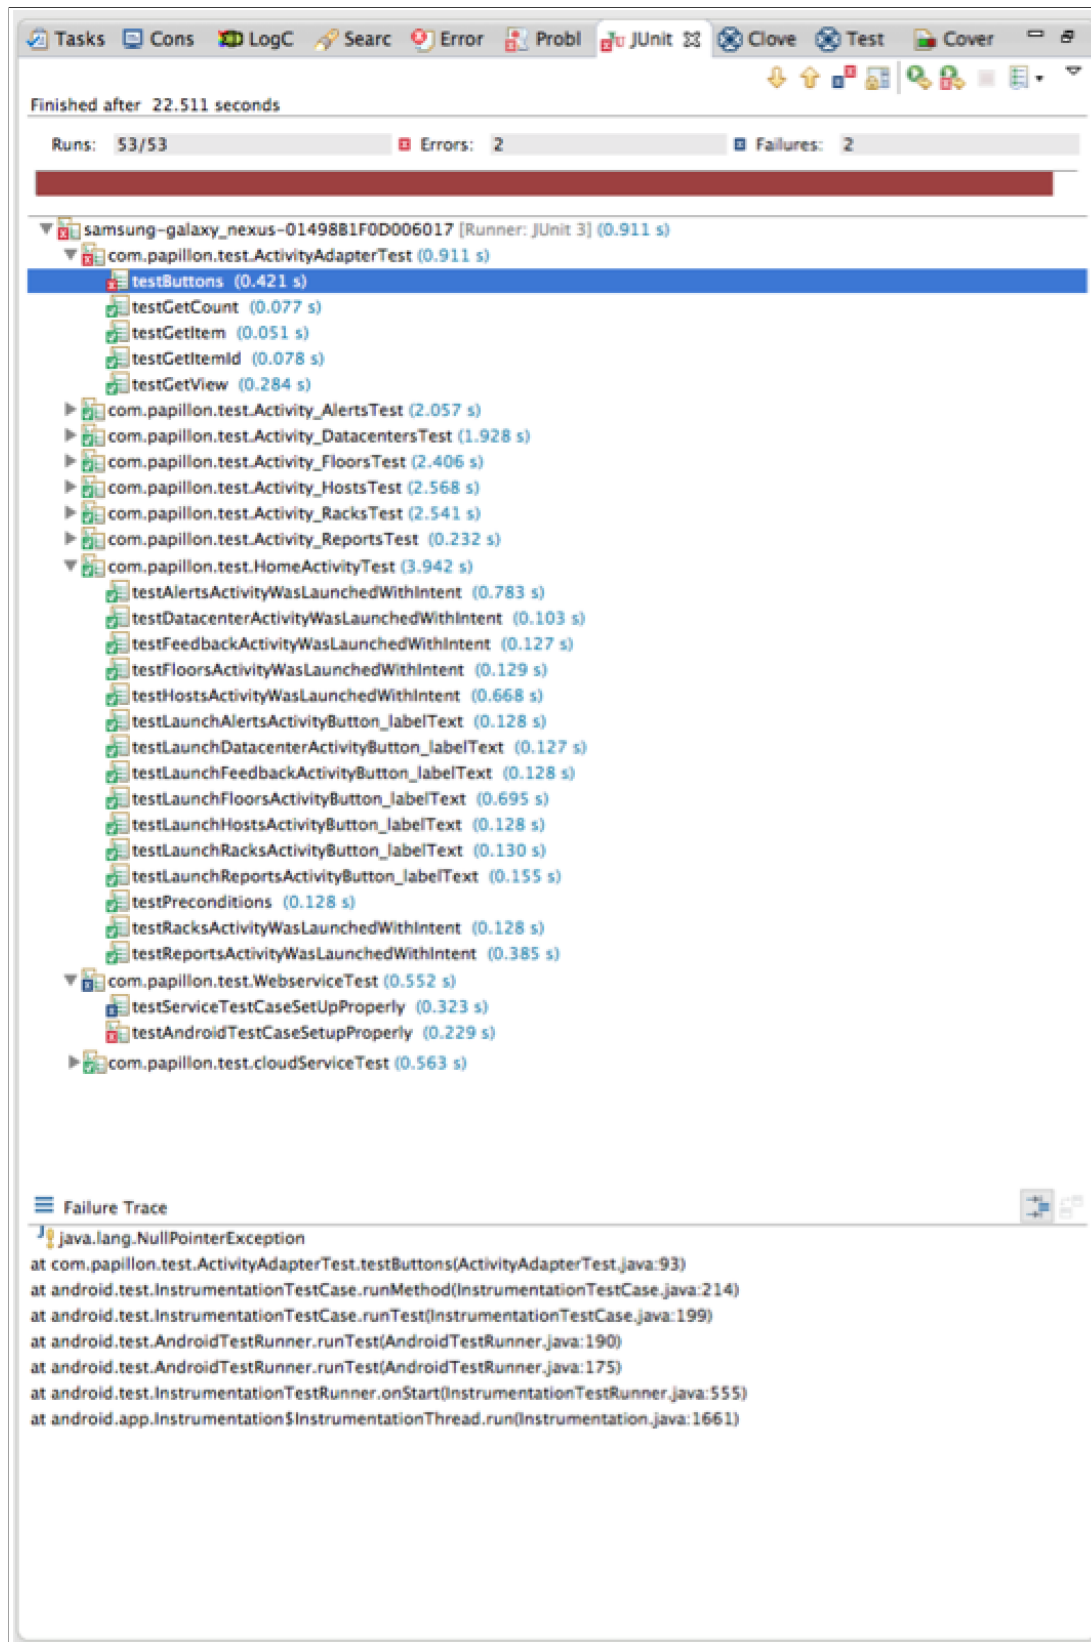 Tasks Cons LogC Searc Error Probl JUnit Clove Test Cover
Finished after 22.511 seconds
Runs: 53/53 Errors: 2 Failures: 2
samsung-galaxy_nexus-01498B1F0D006017 [Runner: JUnit 3] (0.911 s)
com.papillon.test.ActivityAdapterTest (0.911 s)
testButtons (0.421 s)
testGetCount (0.077 s)
testGetItem (0.051 s)
testGetItemId (0.078 s)
testGetView (0.284 s)
com.papillon.test.Activity_AlertsTest (2.057 s)
com.papillon.test.Activity_DatacentersTest (1.928 s)
com.papillon.test.Activity_FloorsTest (2.406 s)
com.papillon.test.Activity_HostsTest (2.568 s)
com.papillon.test.Activity_RacksTest (2.541 s)
com.papillon.test.Activity_ReportsTest (0.232 s)
com.papillon.test.HomeActivityTest (3.942 s)
testAlertsActivityWasLaunchedWithIntent (0.783 s)
testDatacenterActivityWasLaunchedWithIntent (0.103 s)
testFeedbackActivityWasLaunchedWithIntent (0.127 s)
testFloorsActivityWasLaunchedWithIntent (0.129 s)
testHostsActivityWasLaunchedWithIntent (0.668 s)
testLaunchAlertsActivityButton_labelText (0.128 s)
testLaunchDatacenterActivityButton_labelText (0.127 s)
testLaunchFeedbackActivityButton_labelText (0.128 s)
testLaunchFloorsActivityButton_labelText (0.695 s)
testLaunchHostsActivityButton_labelText (0.128 s)
testLaunchRacksActivityButton_labelText (0.130 s)
testLaunchReportsActivityButton_labelText (0.155 s)
testPreconditions (0.128 s)
testRacksActivityWasLaunchedWithIntent (0.128 s)
testReportsActivityWasLaunchedWithIntent (0.385 s)
com.papillon.test.WebserviceTest (0.552 s)
testServiceTestCaseSetUpProperly (0.323 s)
testAndroidTestCaseSetupProperly (0.229 s)
com.papillon.test.cloudServiceTest (0.563 s)
Failure Trace
java.lang.NullPointerException
at com.papillon.test.ActivityAdapterTest.testButtons(ActivityAdapterTest.java:93)
at android.test.InstrumentationTestCase.runMethod(InstrumentationTestCase.java:214)
at android.test.InstrumentationTestCase.runTest(InstrumentationTestCase.java:199)
at android.test.AndroidTestRunner.runTest(AndroidTestRunner.java:190)
at android.test.AndroidTestRunner.runTest(AndroidTestRunner.java:175)
at android.test.InstrumentationTestRunner.onStart(InstrumentationTestRunner.java:555)
at android.app.Instrumentation$InstrumentationThread.run(Instrumentation.java:1661)